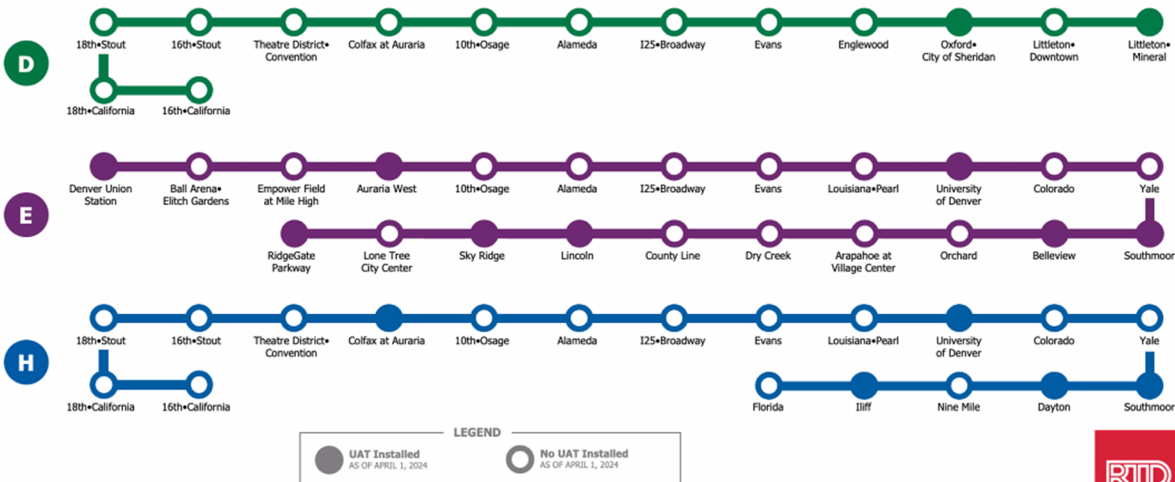 D
18th•Stout
16th•Stout
Theatre District•
Convention
Colfax at Auraria
10th•Osage
Alameda
I25•Broadway
Evans
Englewood
Oxford•
City of Sheridan
Littleton•
Downtown
Littleton•
Mineral
18th•California
16th•California
E
Denver Union
Station
Ball Arena•
Elitch Gardens
Empower Field
at Mile High
Auraria West
10th•Osage
Alameda
I25•Broadway
Evans
Louisiana•Pearl
University
of Denver
Colorado
Yale
RidgeGate
Parkway
Lone Tree
City Center
Sky Ridge
Lincoln
County Line
Dry Creek
Arapahoe at
Village Center
Orchard
Belleview
Southmoor
H
18th•Stout
16th•Stout
Theatre District•
Convention
Colfax at Auraria
10th•Osage
Alameda
I25•Broadway
Evans
Louisiana•Pearl
University
of Denver
Colorado
Yale
18th•California
16th•California
Florida
Iliff
Nine Mile
Dayton
Southmoor
LEGEND
UAT Installed
AS OF APRIL 1, 2024
No UAT Installed
AS OF APRIL 1, 2024
RTD